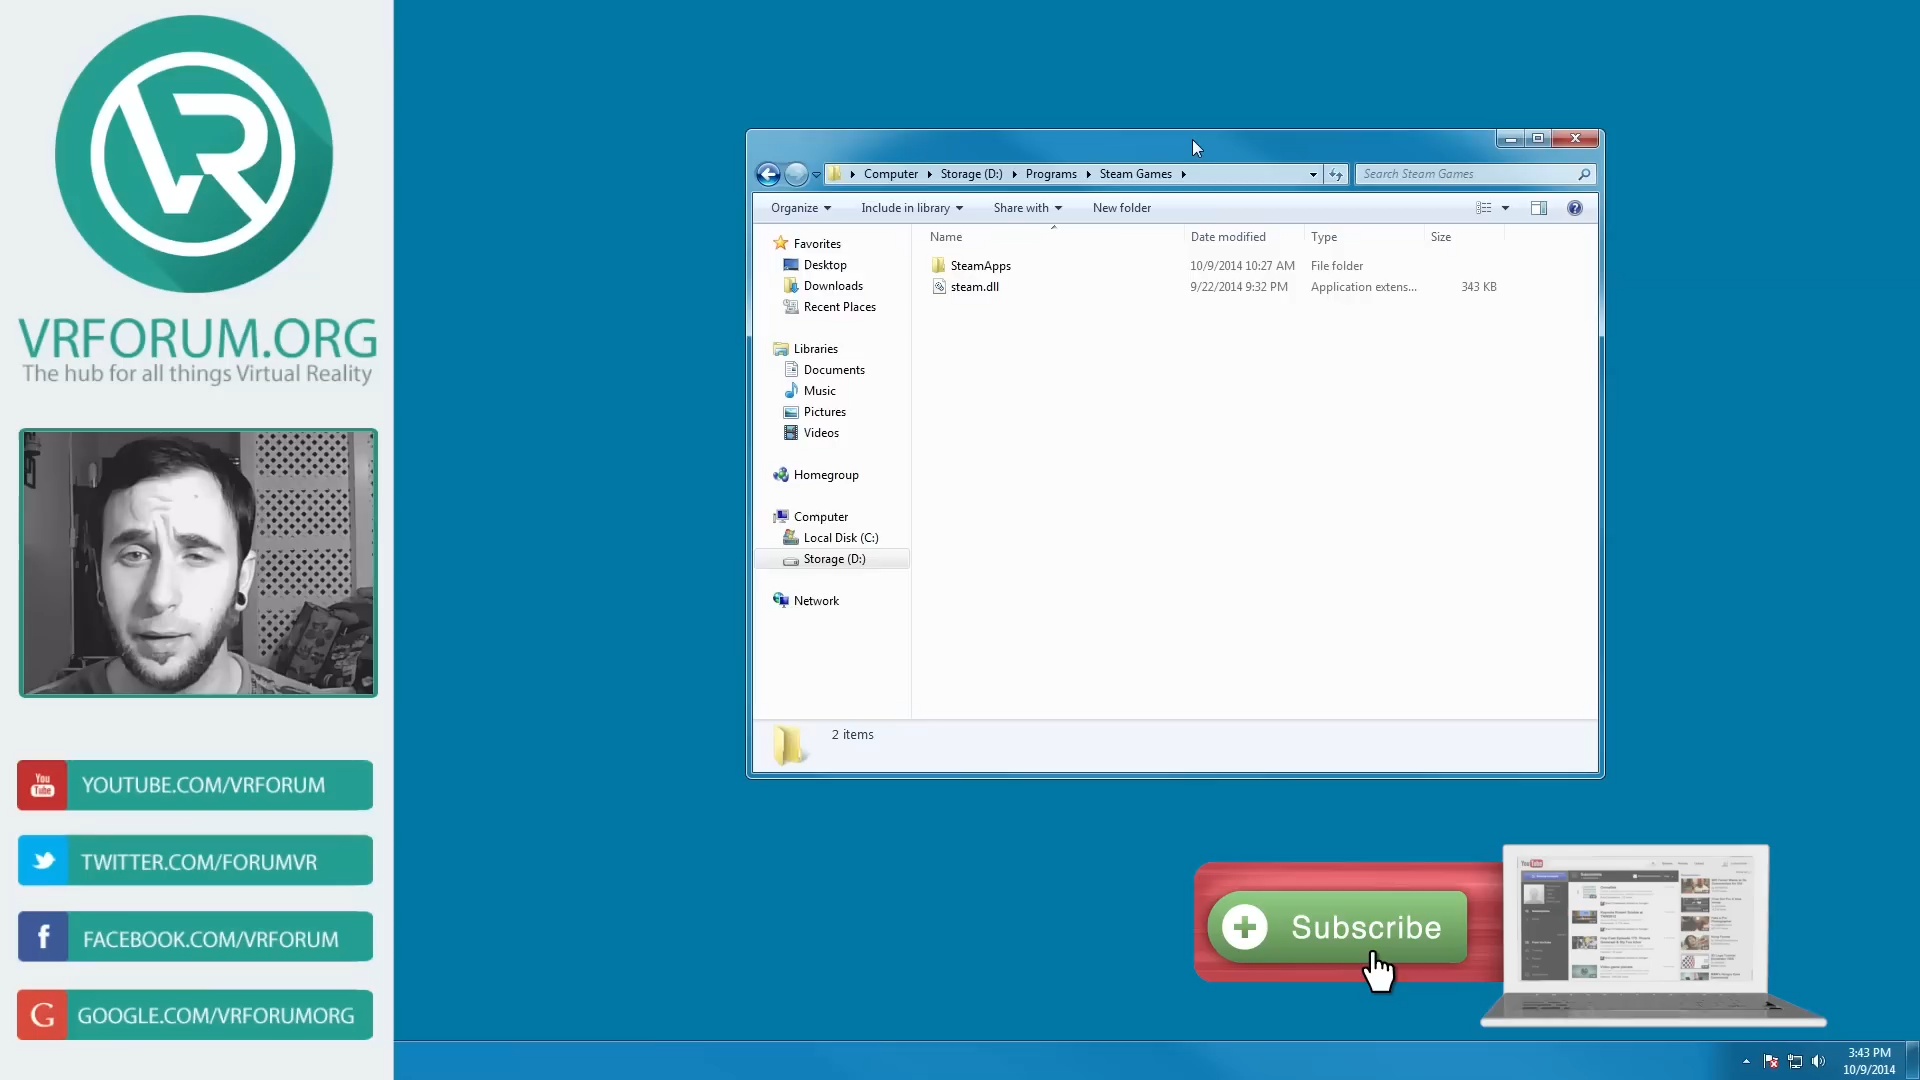 VR
VRFORUM.ORG
The hub for all things Virtual Reality
You
Tube
YOUTUBE.COM/VRFORUM
TWITTER.COM/FORUMVR
f
FACEBOOK.COM/VRFORUM
G
GOOGLE.COM/VRFORUMORG
Computer
Storage (D:)
Programs
Steam Games
Search Steam Games
Organize
Include in library
Share with
New folder
Name
Date modified
Type
Size
SteamApps
10/9/2014 10:27 AM
File folder
steam.dll
9/22/2014 9:32 PM
Application extens...
343 KB
Favorites
Desktop
Downloads
Recent Places
Libraries
Documents
Music
Pictures
Videos
Homegroup
Computer
Local Disk (C:)
Storage (D:)
Network
2 items
Subscribe
YouTube
3:43 PM
10/9/2014